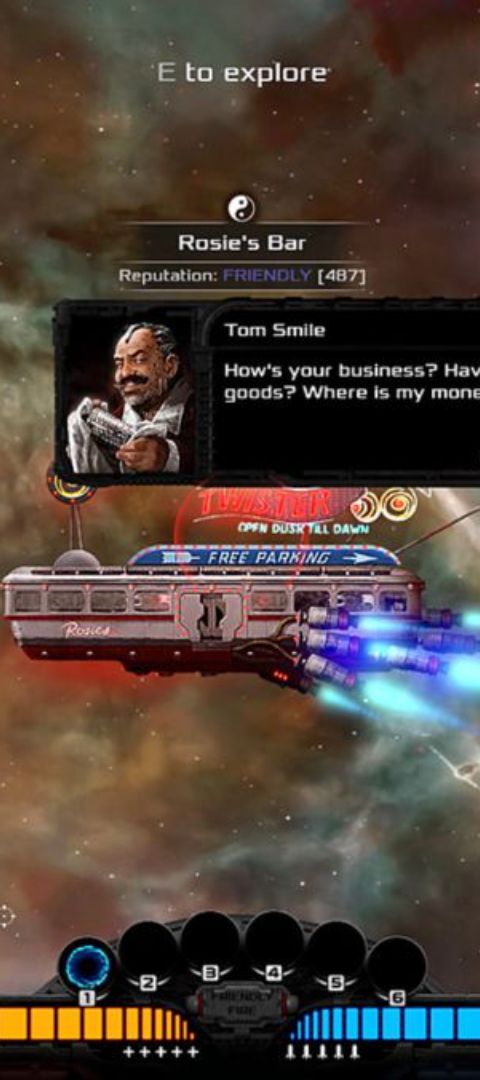 E to explore
Rosie's Bar
Reputation: FRIENDLY [487]
Tom Smile
How's your business? Hav
goods? Where is my mone
TWISTER
OPEN DUSK TILL DAWN
FREE PARKING
Rosies
1 2 3 4 5 6
FRIENDLY
FIRE